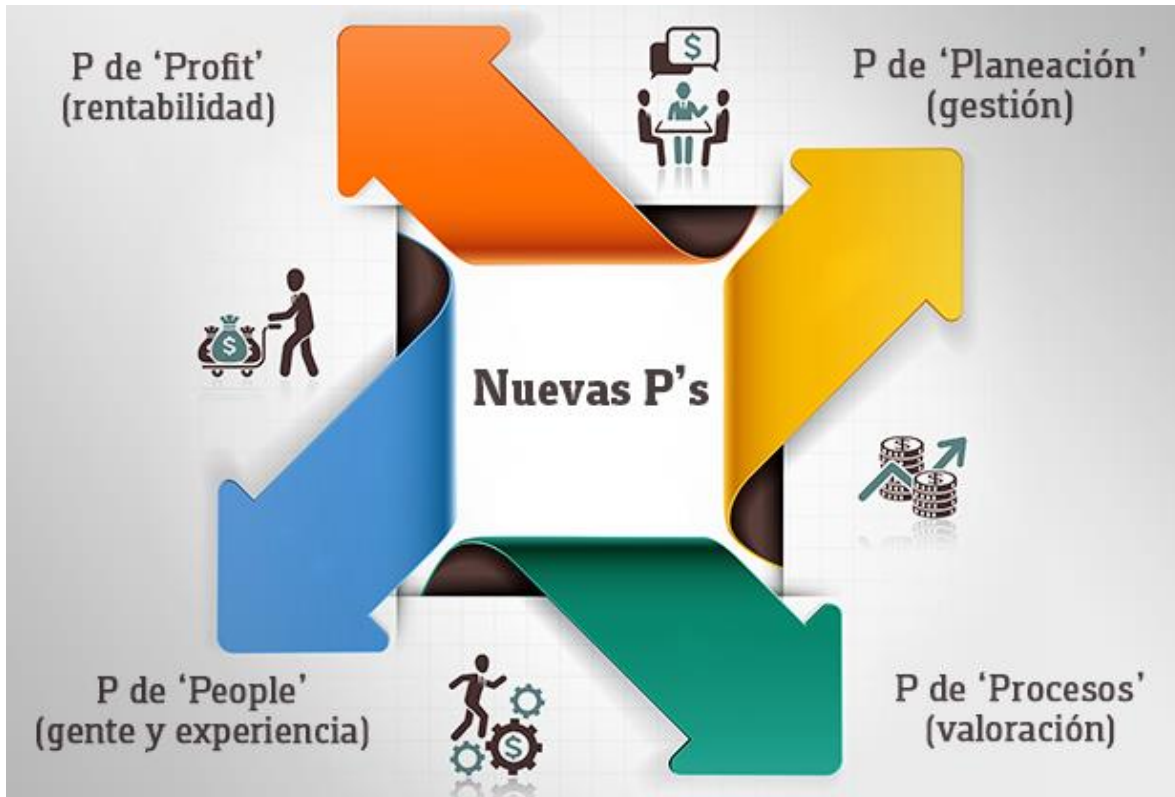 P de ‘Profit’
(rentabilidad)
$
P de ‘Planeación’
(gestión)
$
Nuevas P’s
$
$
P de ‘People’
(gente y experiencia)
$
P de ‘Procesos’
(valoración)